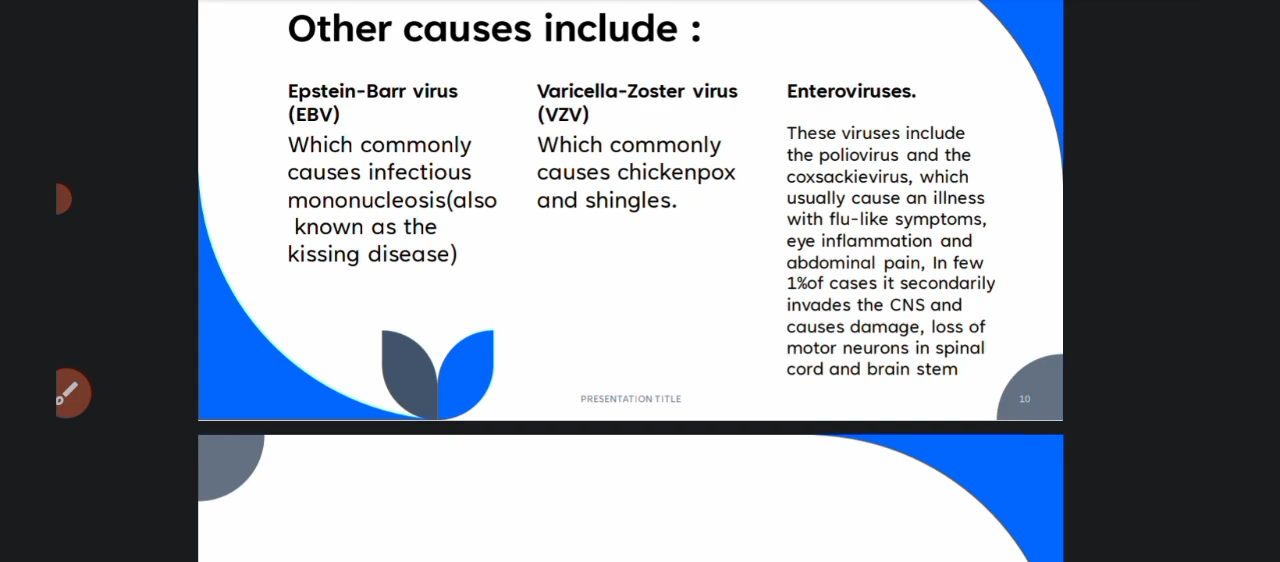 Other causes include :
Epstein-Barr virus
(EBV)
Which commonly
causes infectious
mononucleosis(also
known as the
kissing disease)
Varicella-Zoster virus
(VZV)
Which commonly
causes chickenpox
and shingles.
Enteroviruses.
These viruses include
the poliovirus and the
coxsackievirus, which
usually cause an illness
with flu-like symptoms,
eye inflammation and
abdominal pain, In few
1%of cases it secondarily
invades the CNS and
causes damage, loss of
motor neurons in spinal
cord and brain stem
PRESENTATION TITLE
10